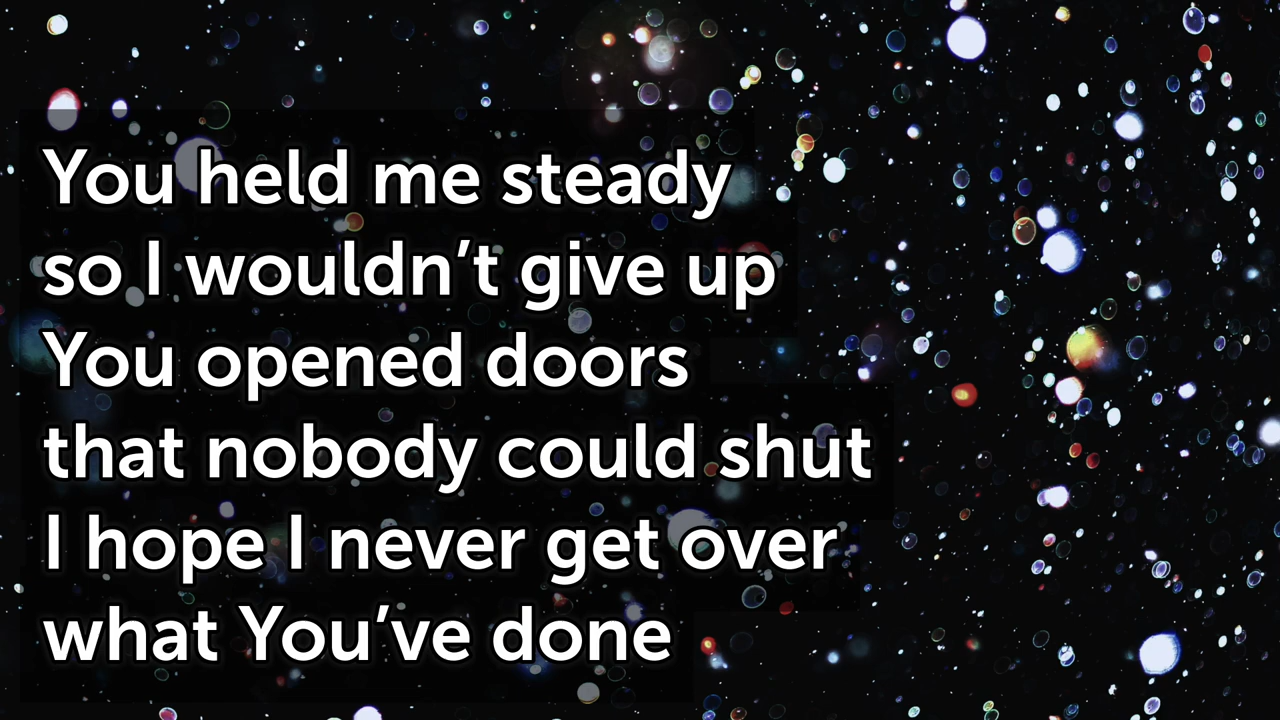 You held me steady
so I wouldn’t give up
You opened doors
that nobody could shut
I hope I never get over
what You’ve done